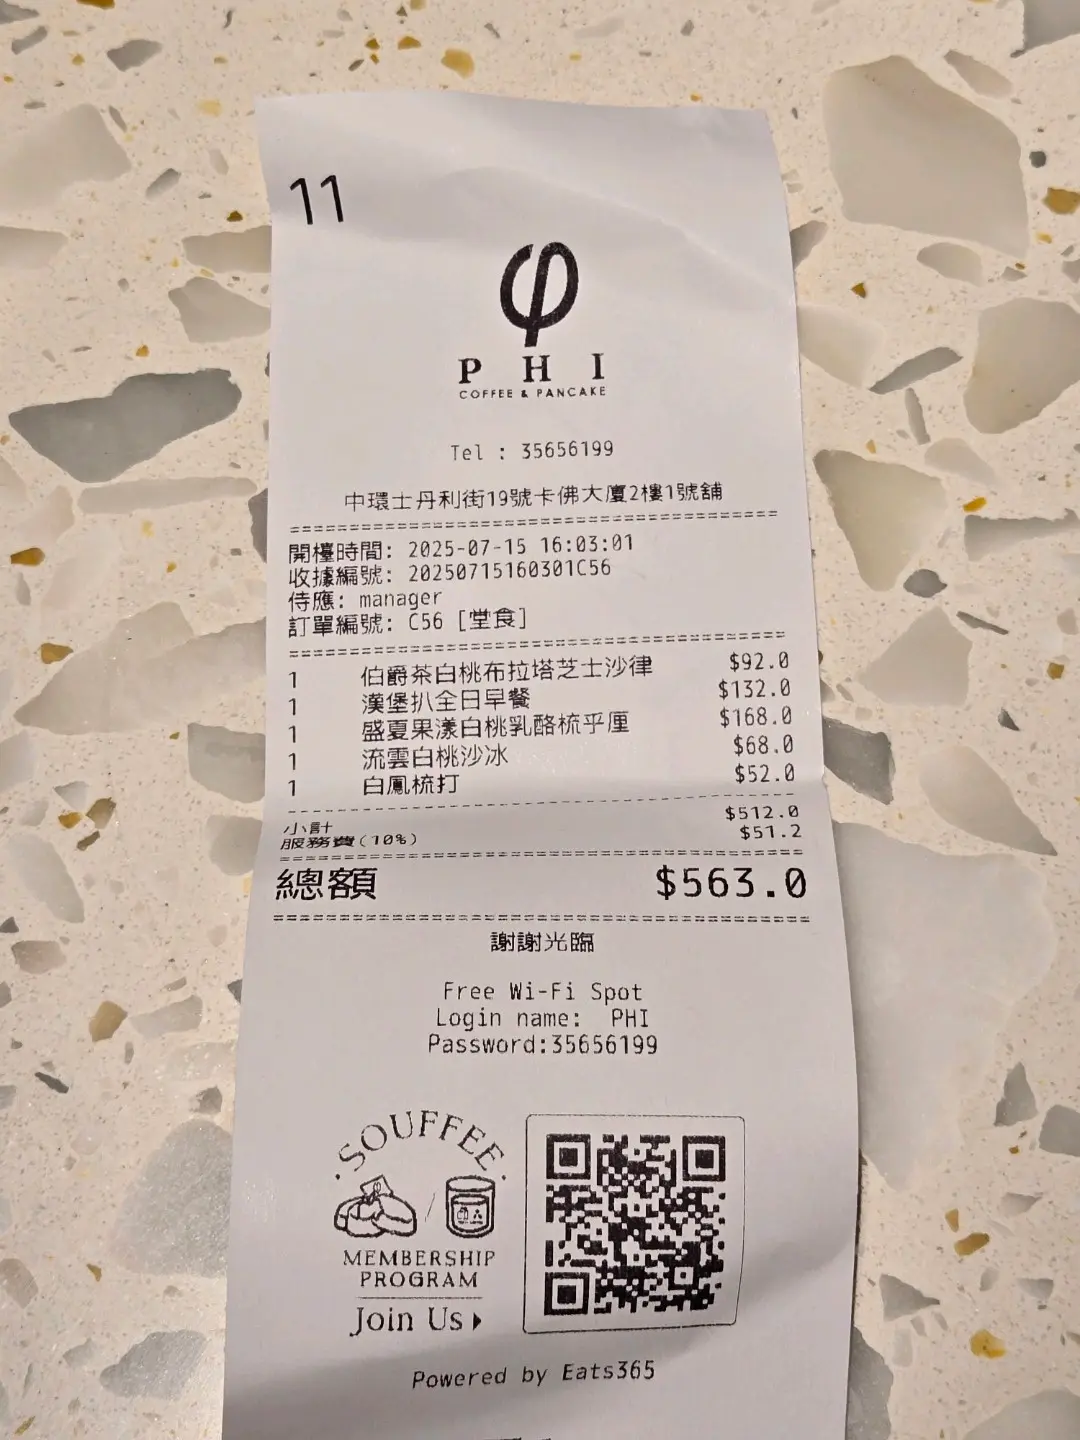 11
φ
PHI
COFFEE & PANCAKE
Tel : 35656199
中環士丹利街19號卡佛大廈2樓1號舖
開檯時間: 2025-07-15 16:03:01
收據編號: 20250715160301C56
侍應: manager
訂單編號: C56 [堂食]
1 伯爵茶白桃布拉塔芝士沙律 $92.0
1 漢堡扒全日早餐 $132.0
1 盛夏果漾白桃乳酪梳乎厘 $168.0
1 流雲白桃沙冰 $68.0
1 白鳳梳打 $52.0
小計 $512.0
服務費(10%) $51.2
總額 $563.0
謝謝光臨
Free Wi-Fi Spot
Login name: PHI
Password:35656199
·SOUFFEE·
MEMBERSHIP
PROGRAM
Join Us
Powered by Eats365